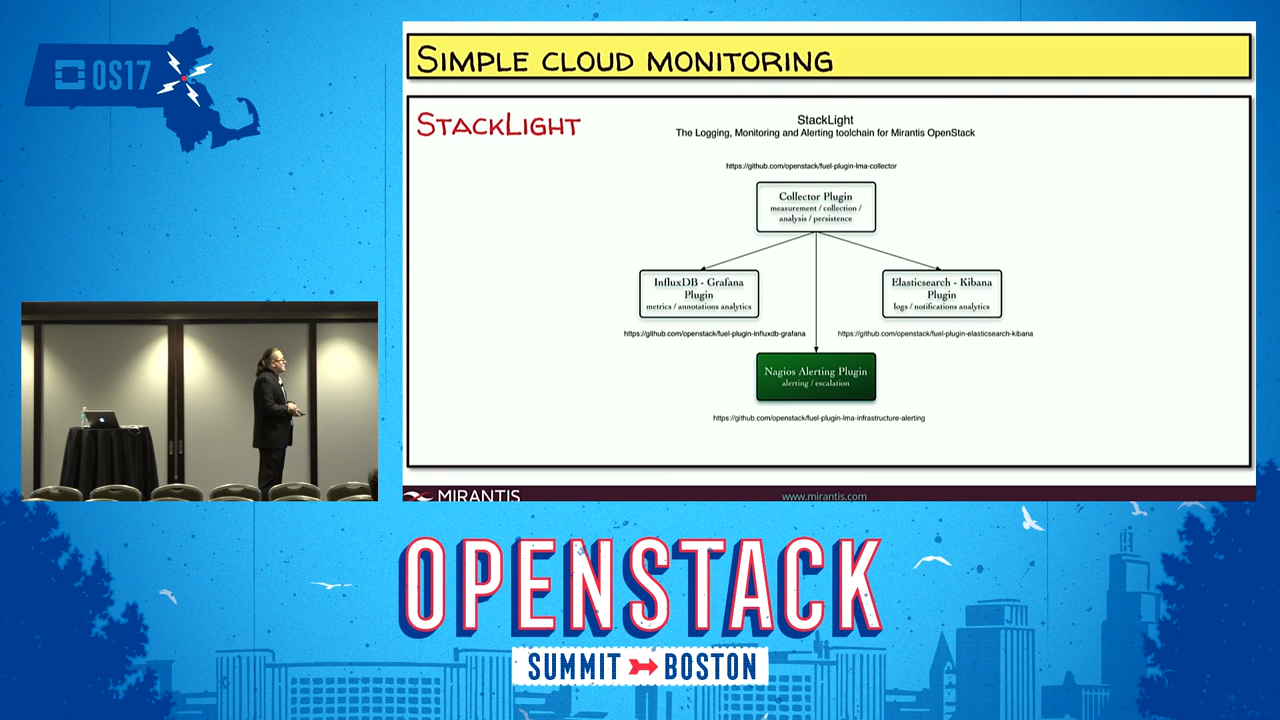 OS17
SIMPLE CLOUD MONITORING
STACKLIGHT
StackLight
The Logging, Monitoring and Alerting toolchain for Mirantis OpenStack
https://github.com/openstack/fuel-plugin-lma-collector
Collector Plugin
measurement / collection /
analysis / persistence
InfluxDB - Grafana
Plugin
metrics / annotations analytics
Elasticsearch - Kibana
Plugin
logs / notifications analytics
https://github.com/openstack/fuel-plugin-influxdb-grafana
https://github.com/openstack/fuel-plugin-elasticsearch-kibana
Nagios Alerting Plugin
alerting / escalation
https://github.com/openstack/fuel-plugin-lma-infrastructure-alerting
MIRANTIS
www.mirantis.com
OPENSTACK
SUMMIT BOSTON